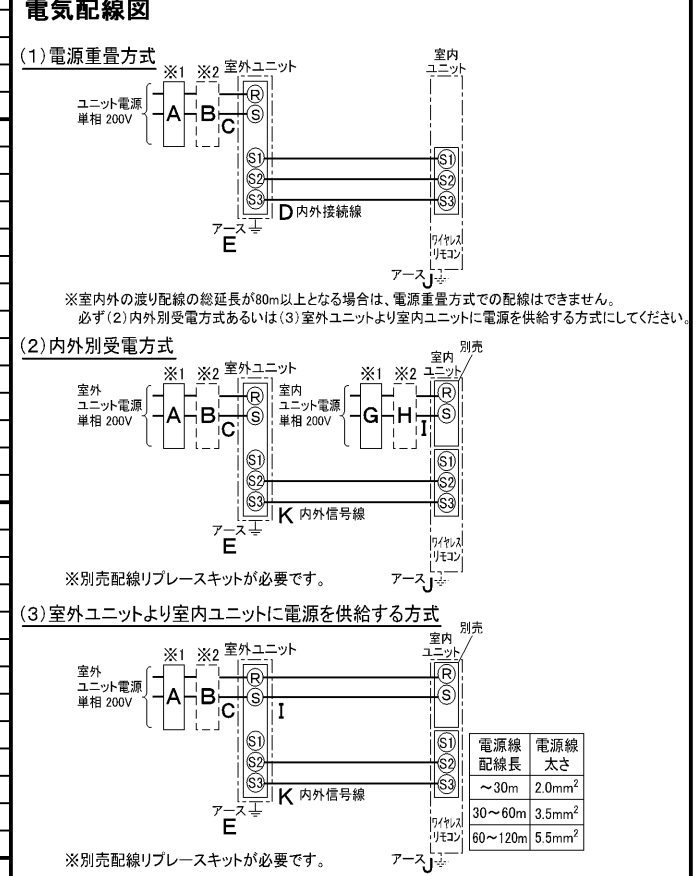 電気配線図
(1)電源重畳方式
※1 ※2 室外ユニット
室内
ユニット
ユニット電源
単相 200V
A B C
R
S
S1 S1
S2 S2
S3 S3
D 内外接続線
アース
E
ワイヤレス
リモコン
アース J
※室内外の渡り配線の総延長が80m以上となる場合は、電源重畳方式での配線はできません。
必ず(2)内外別受電方式あるいは(3)室外ユニットより室内ユニットに電源を供給する方式にしてください。
(2)内外別受電方式
※1 ※2 室外ユニット
※1 ※2
室内
ユニット
別売
室外
ユニット電源
単相 200V
A B C
R
S
室内
ユニット電源
単相 200V
G H I
R
S
S1 S1
S2 S2
S3 S3
K 内外信号線
アース
E
ワイヤレス
リモコン
※別売配線リプレースキットが必要です。
アース J
(3)室外ユニットより室内ユニットに電源を供給する方式
※1 ※2 室外ユニット
室内
ユニット
別売
室外
ユニット電源
単相 200V
A B C
R R
S S
I
S1 S1
S2 S2
S3 S3
K 内外信号線
アース
E
ワイヤレス
リモコン
電源線配線長 電源線太さ
～30m 2.0mm²
30～60m 3.5mm²
60～120m 5.5mm²
※別売配線リプレースキットが必要です。
アース J